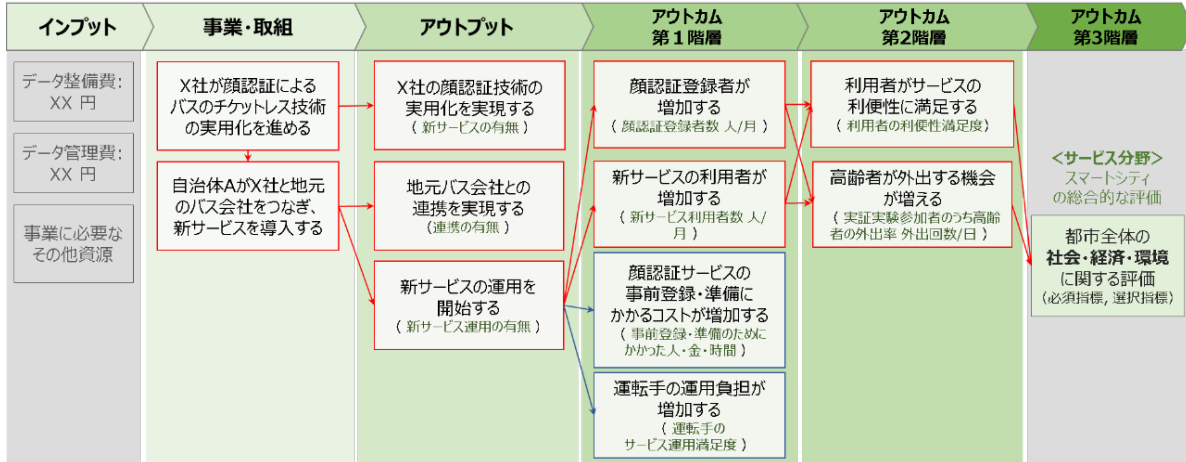 インプット
事業・取組
アウトプット
アウトカム
第1階層
アウトカム
第2階層
アウトカム
第3階層
データ整備費:
XX 円
データ管理費:
XX 円
事業に必要な
その他資源
X社が顔認証による
バスのチケットレス技術
の実用化を進める
自治体AがX社と地元
のバス会社をつなぎ、
新サービスを導入する
X社の顔認証技術の
実用化を実現する
( 新サービスの有無 )
地元バス会社との
連携を実現する
(連携の有無)
新サービスの運用を
開始する
( 新サービス運用の有無 )
顔認証登録者が
増加する
( 顔認証登録者数 人/月 )
新サービスの利用者が
増加する
( 新サービス利用者数 人/
月 )
顔認証サービスの
事前登録・準備に
かかるコストが増加する
( 事前登録・準備のために
かかった人・金・時間 )
運転手の運用負担が
増加する
( 運転手の
サービス運用満足度 )
利用者がサービスの
利便性に満足する
( 利用者の利便性満足度)
高齢者が外出する機会
が増える
( 実証実験参加者のうち高齢
者の外出率 外出回数/日 )
<サービス分野>
スマートシティ
の総合的な評価
都市全体の
社会・経済・環境
に関する評価
(必須指標, 選択指標)